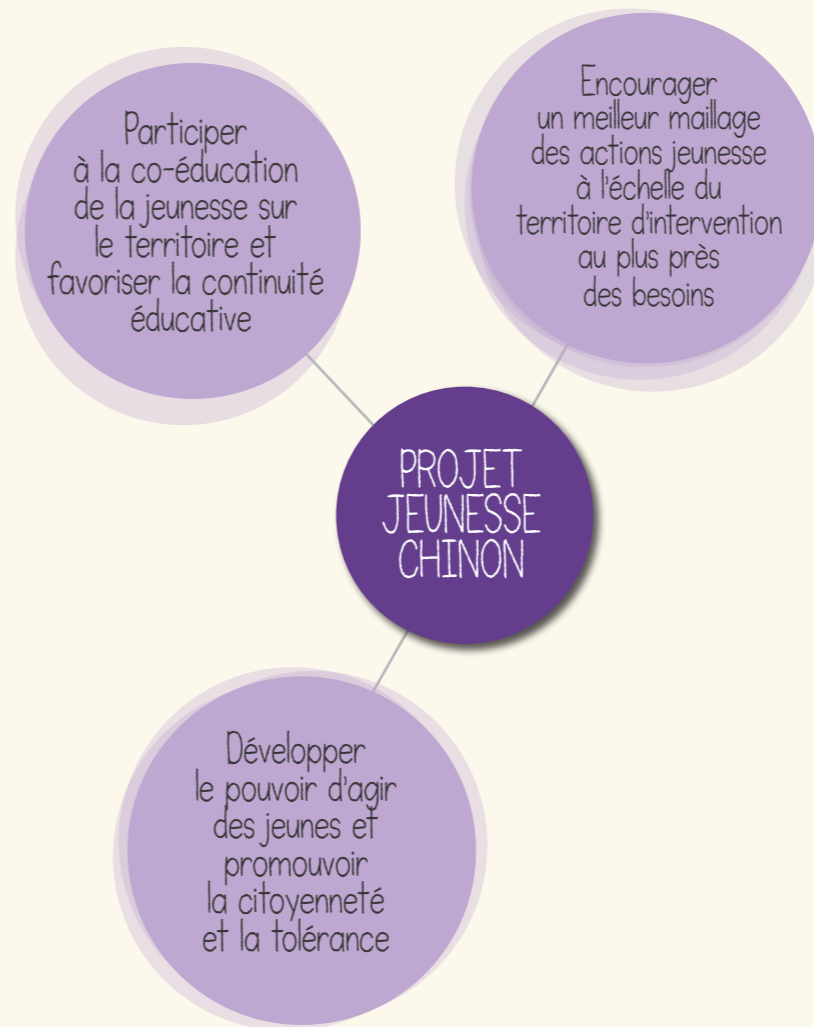 Participer
à la co-éducation
de la jeunesse sur
le territoire et
favoriser la continuité
éducative
Encourager
un meilleur maillage
des actions jeunesse
à l'échelle du
territoire d'intervention
au plus près
des besoins
PROJET
JEUNESSE
CHINON
Développer
le pouvoir d'agir
des jeunes et
promouvoir
la citoyenneté
et la tolérance